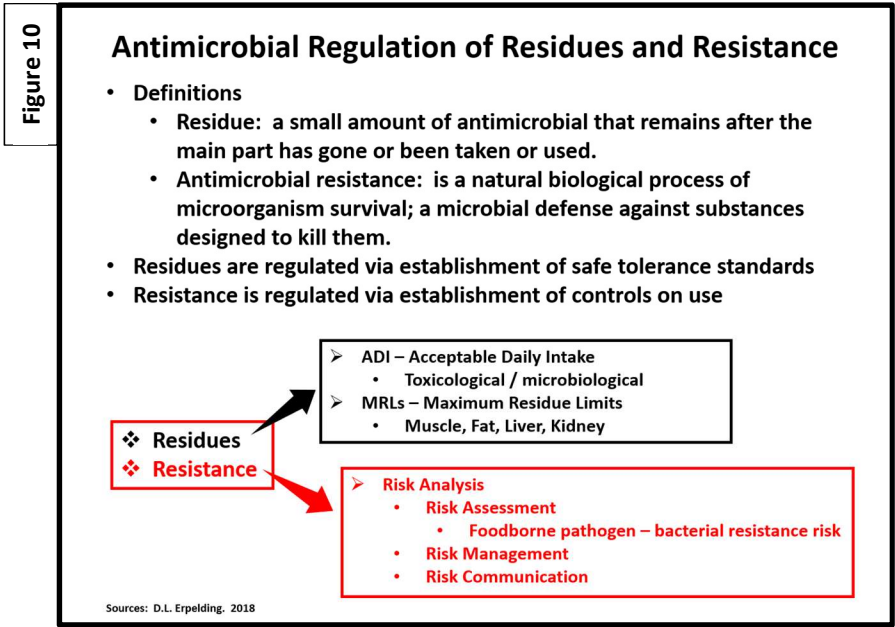 Figure 10
Antimicrobial Regulation of Residues and Resistance
• Definitions
• Residue: a small amount of antimicrobial that remains after the
main part has gone or been taken or used.
• Antimicrobial resistance: is a natural biological process of
microorganism survival; a microbial defense against substances
designed to kill them.
• Residues are regulated via establishment of safe tolerance standards
• Resistance is regulated via establishment of controls on use
➢ ADI – Acceptable Daily Intake
• Toxicological / microbiological
➢ MRLs – Maximum Residue Limits
• Muscle, Fat, Liver, Kidney
❖ Residues
❖ Resistance
➢ Risk Analysis
• Risk Assessment
• Foodborne pathogen – bacterial resistance risk
• Risk Management
• Risk Communication
Sources: D.L. Erpelding. 2018